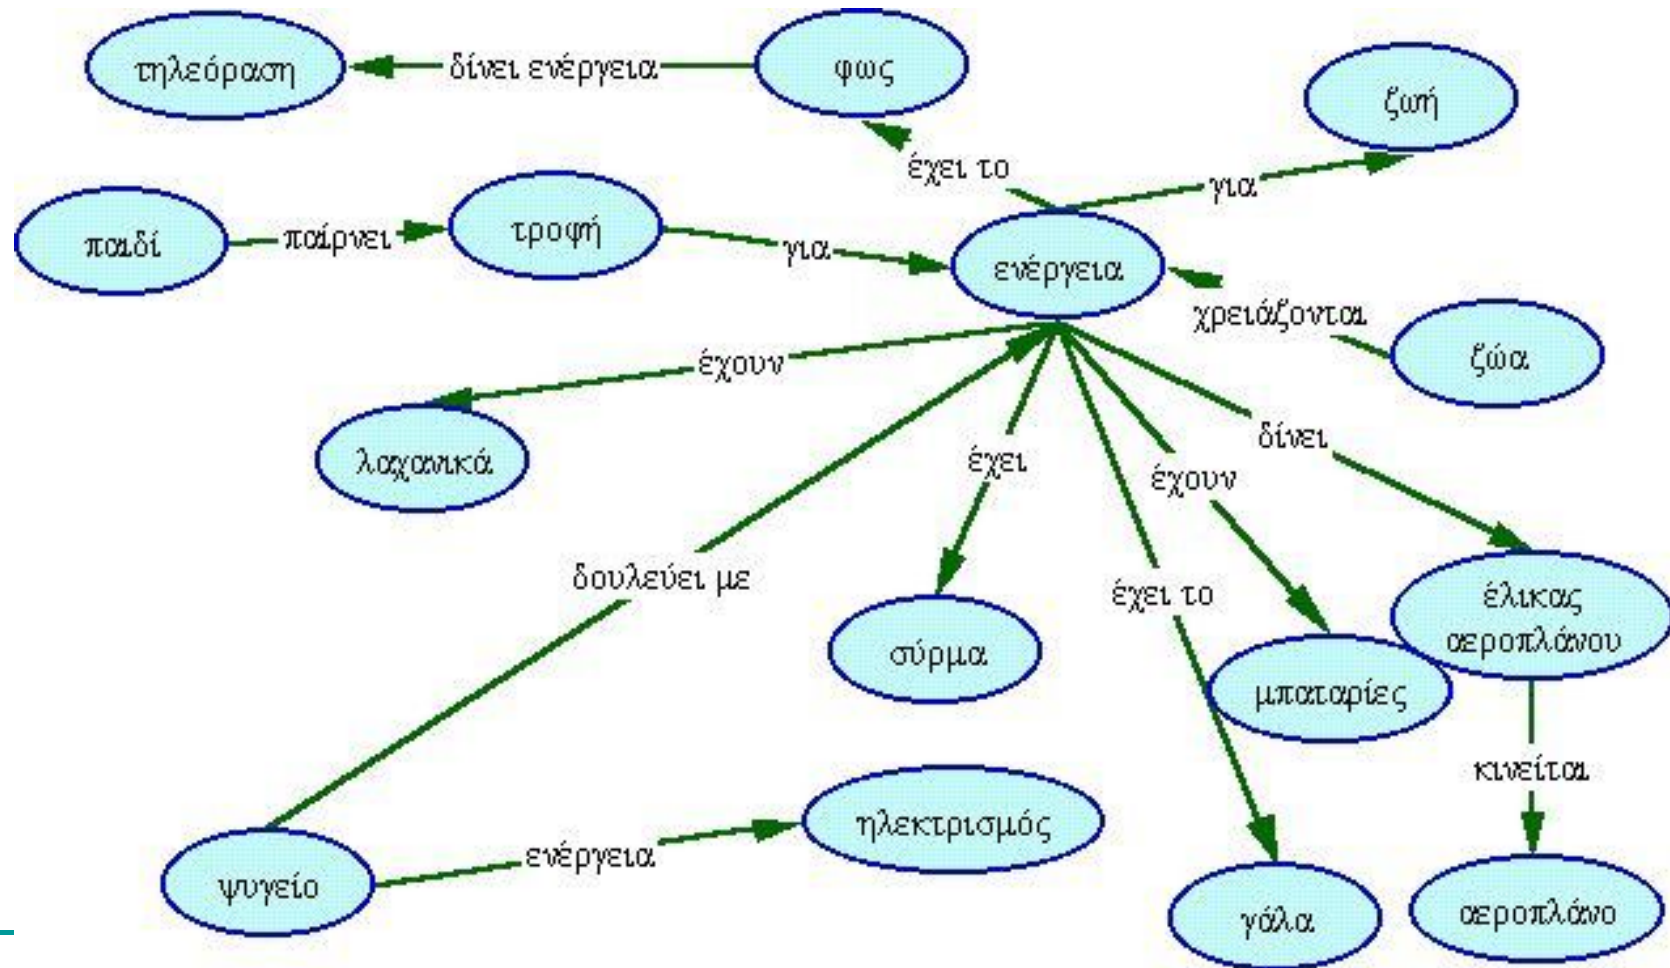 τηλεόραση
δίνει ενέργεια
φως
ζωή
έχει το
για
παιδί
παίρνει
τροφή
για
ενέργεια
χρειάζονται
ζώα
έχουν
λαχανικά
έχει
έχουν
δίνει
δουλεύει με
έχει το
έλικας
αεροπλάνου
σύρμα
μπαταρίες
κινείται
ψυγείο
ενέργεια
ηλεκτρισμός
γάλα
αεροπλάνο